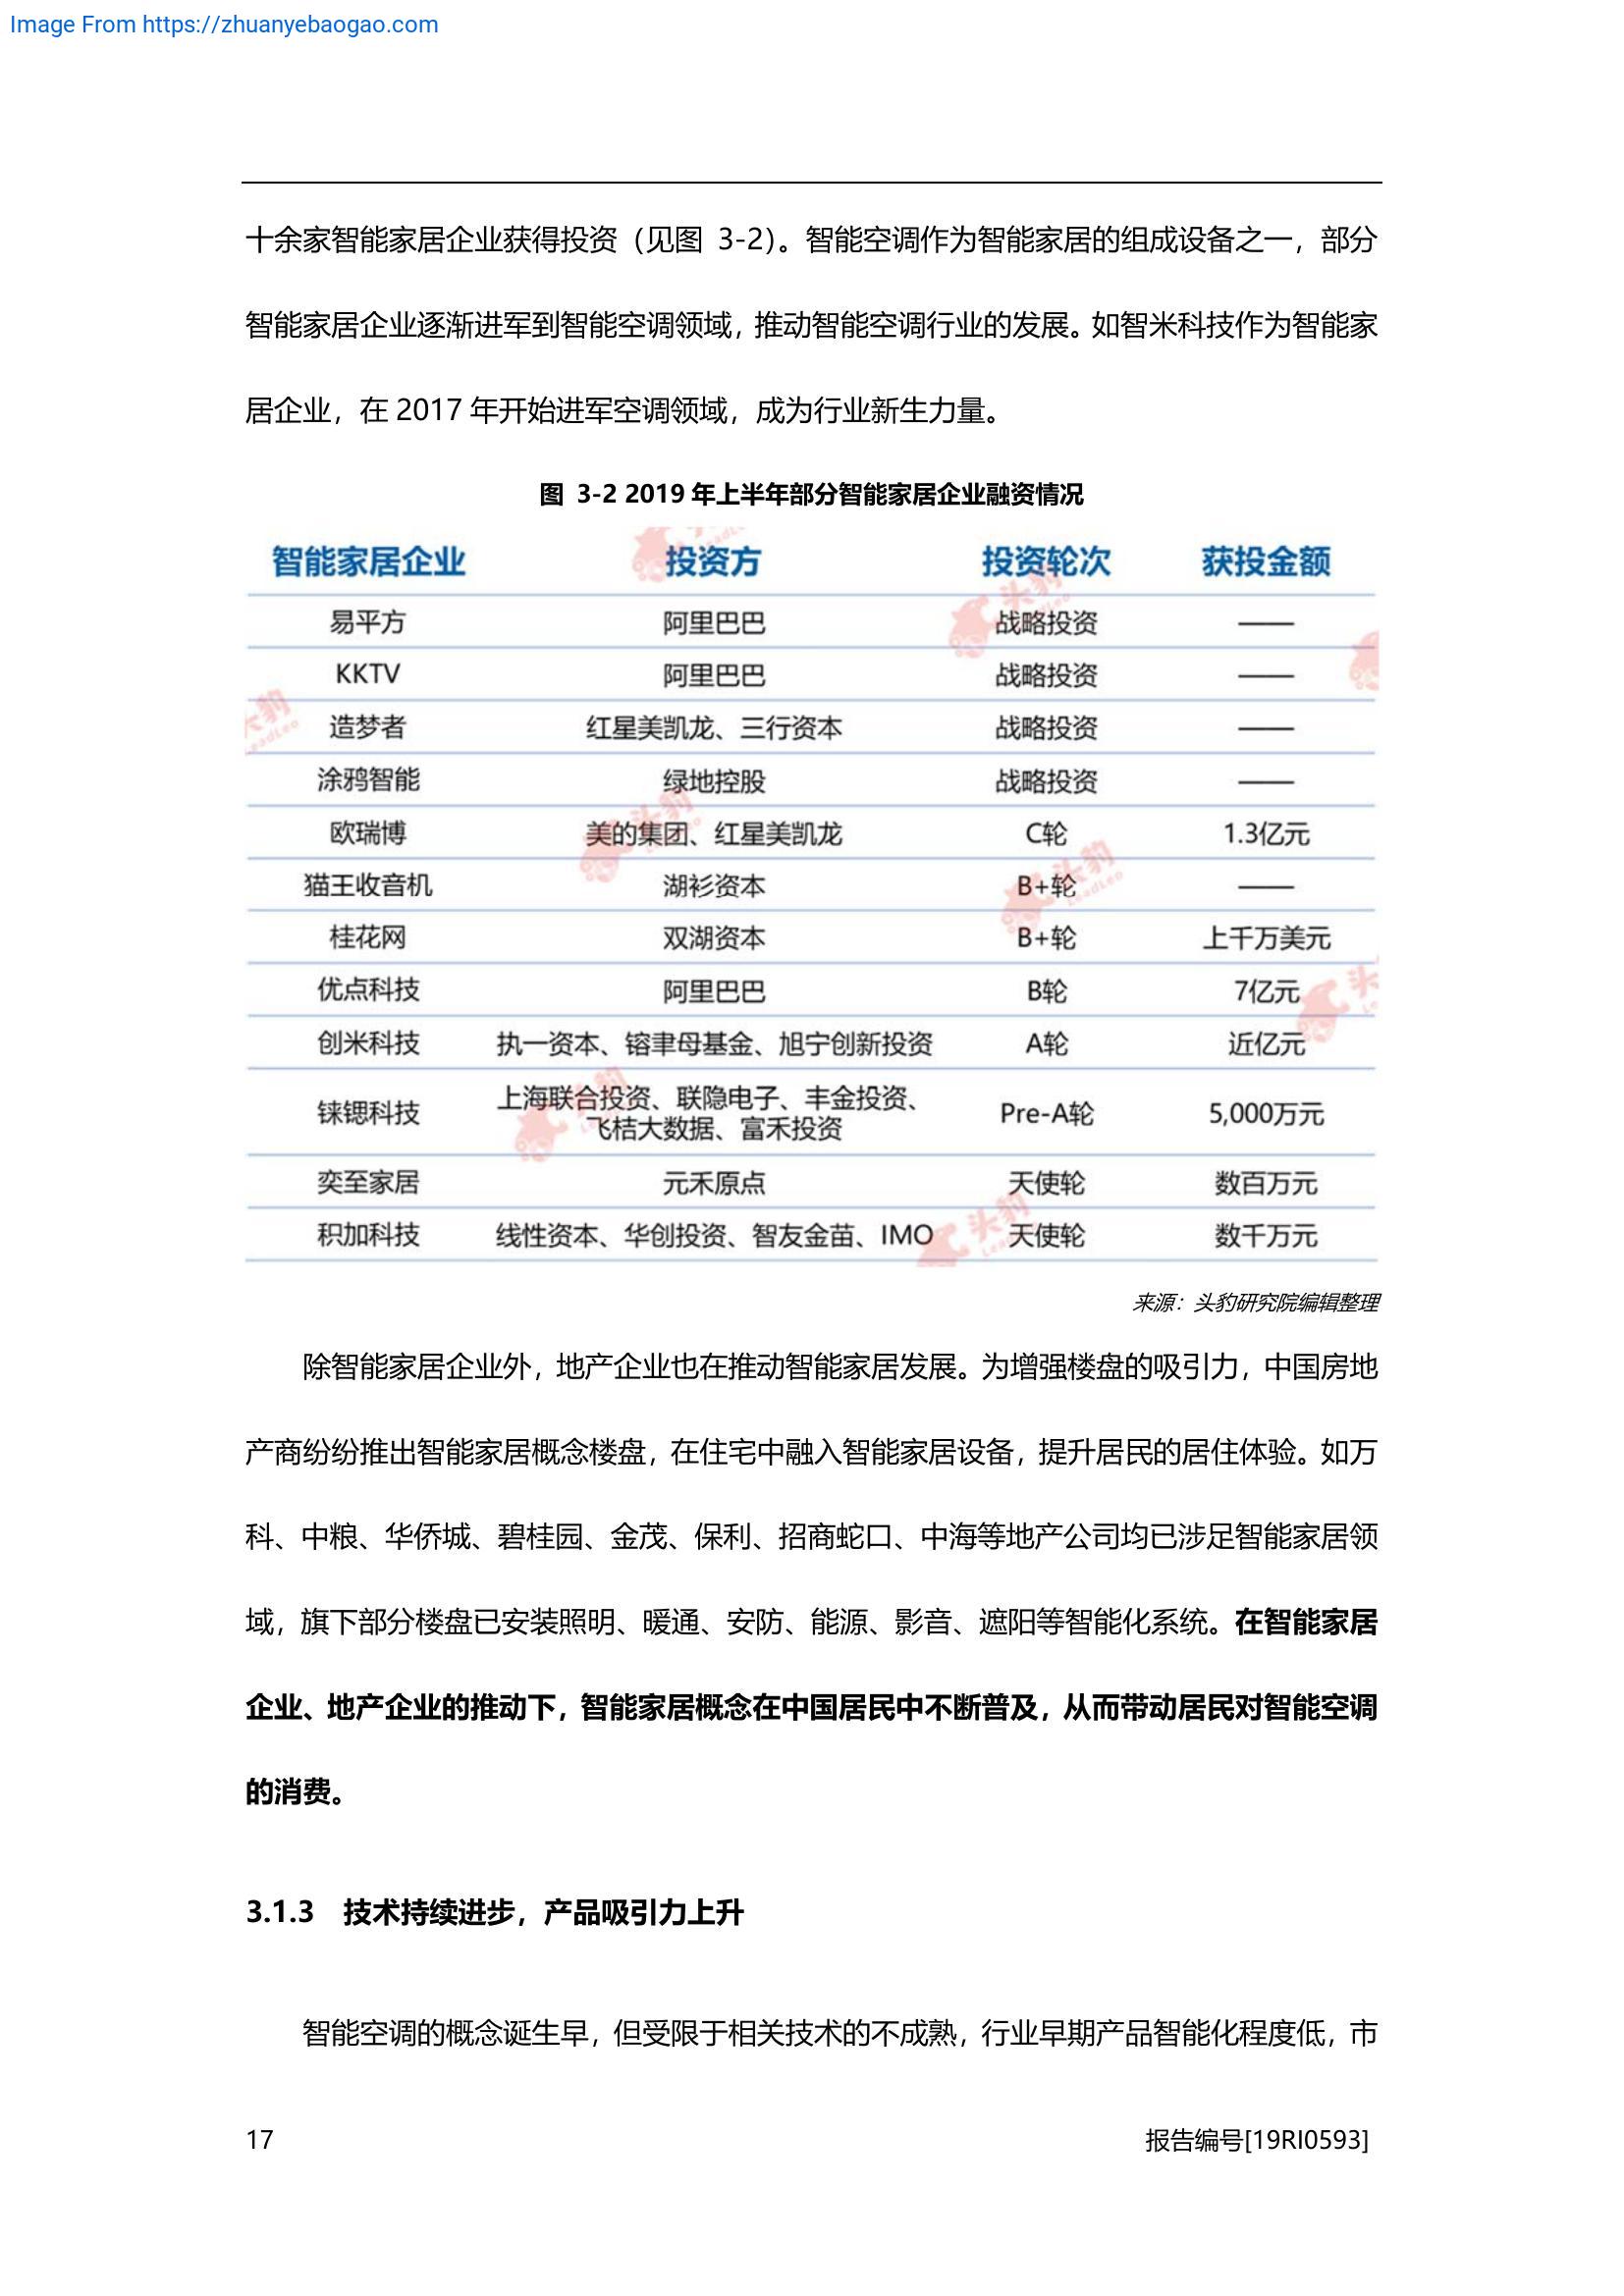 Image From https://zhuanyebaogao.com
十余家智能家居企业获得投资（见图 3-2）。智能空调作为智能家居的组成设备之一，部分
智能家居企业逐渐进军到智能空调领域，推动智能空调行业的发展。如智米科技作为智能家
居企业，在 2017 年开始进军空调领域，成为行业新生力量。
图 3-2 2019 年上半年部分智能家居企业融资情况
智能家居企业 投资方 投资轮次 获投金额
易平方 阿里巴巴 战略投资 ——
KKTV 阿里巴巴 战略投资 ——
造梦者 红星美凯龙、三行资本 战略投资 ——
涂鸦智能 绿地控股 战略投资 ——
欧瑞博 美的集团、红星美凯龙 C轮 1.3亿元
猫王收音机 湖衫资本 B+轮 ——
桂花网 双湖资本 B+轮 上千万美元
优点科技 阿里巴巴 B轮 7亿元
创米科技 执一资本、镕聿母基金、旭宁创新投资 A轮 近亿元
铼锶科技 上海联合投资、联隐电子、丰金投资、 Pre-A轮 5,000万元
飞桔大数据、富禾投资
奕至家居 元禾原点 天使轮 数百万元
积加科技 线性资本、华创投资、智友金苗、IMO 天使轮 数千万元
头豹
LeadLeo
来源：头豹研究院编辑整理
除智能家居企业外，地产企业也在推动智能家居发展。为增强楼盘的吸引力，中国房地
产商纷纷推出智能家居概念楼盘，在住宅中融入智能家居设备，提升居民的居住体验。如万
科、中粮、华侨城、碧桂园、金茂、保利、招商蛇口、中海等地产公司均已涉足智能家居领
域，旗下部分楼盘已安装照明、暖通、安防、能源、影音、遮阳等智能化系统。在智能家居
企业、地产企业的推动下，智能家居概念在中国居民中不断普及，从而带动居民对智能空调
的消费。
3.1.3 技术持续进步，产品吸引力上升
智能空调的概念诞生早，但受限于相关技术的不成熟，行业早期产品智能化程度低，市
17 报告编号[19RI0593]